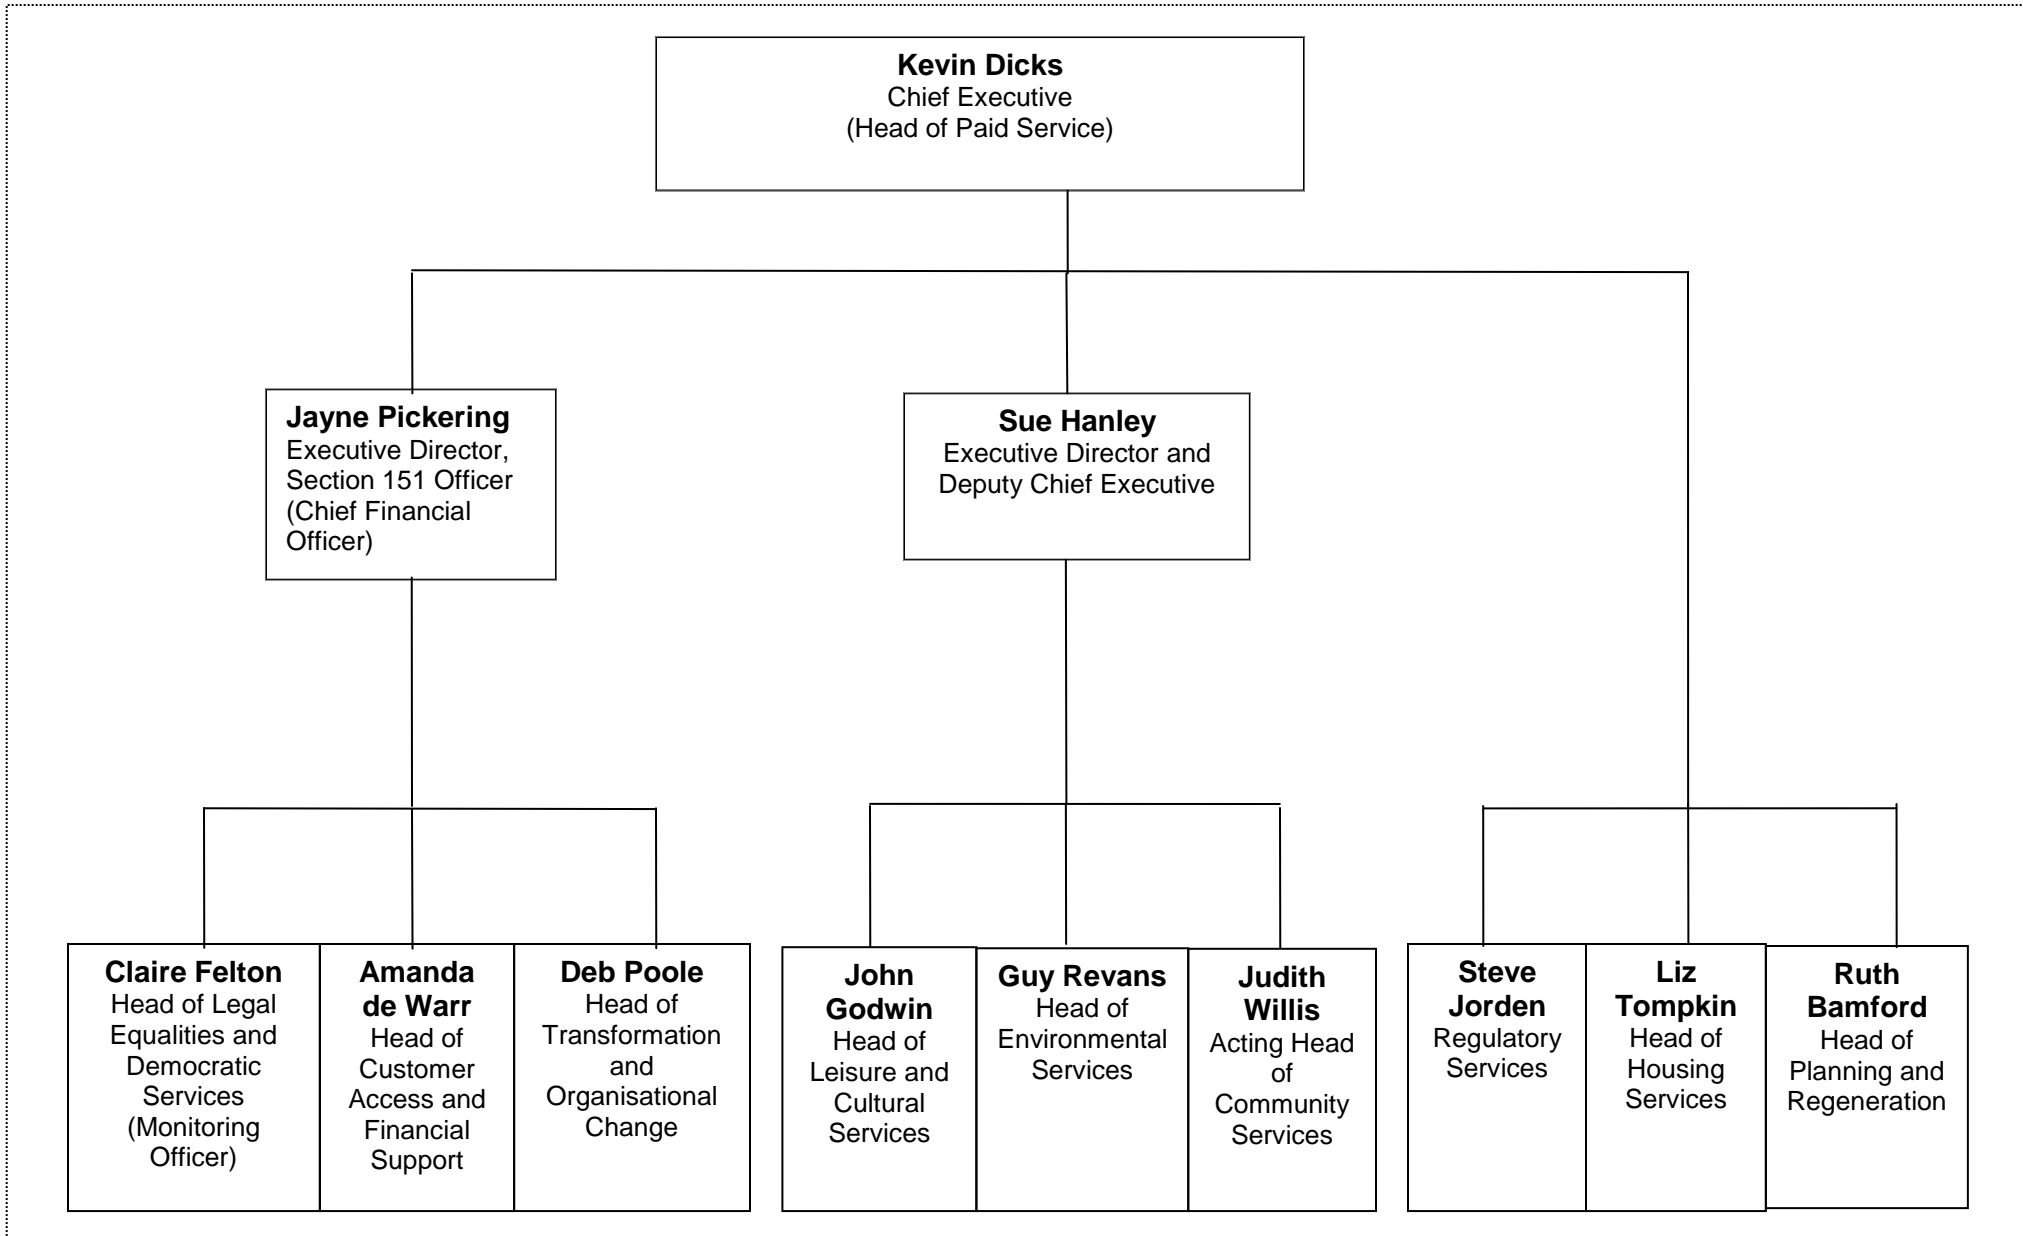 Kevin Dicks
Chief Executive
(Head of Paid Service)
Jayne Pickering
Executive Director,
Section 151 Officer
(Chief Financial
Officer)
Sue Hanley
Executive Director and
Deputy Chief Executive
Claire Felton
Head of Legal
Equalities and
Democratic
Services
(Monitoring
Officer)
Amanda
de Warr
Head of
Customer
Access and
Financial
Support
Deb Poole
Head of
Transformation
and
Organisational
Change
John
Godwin
Head of
Leisure and
Cultural
Services
Guy Revans
Head of
Environmental
Services
Judith
Willis
Acting Head
of
Community
Services
Steve
Jorden
Regulatory
Services
Liz
Tompkin
Head of
Housing
Services
Ruth
Bamford
Head of
Planning and
Regeneration